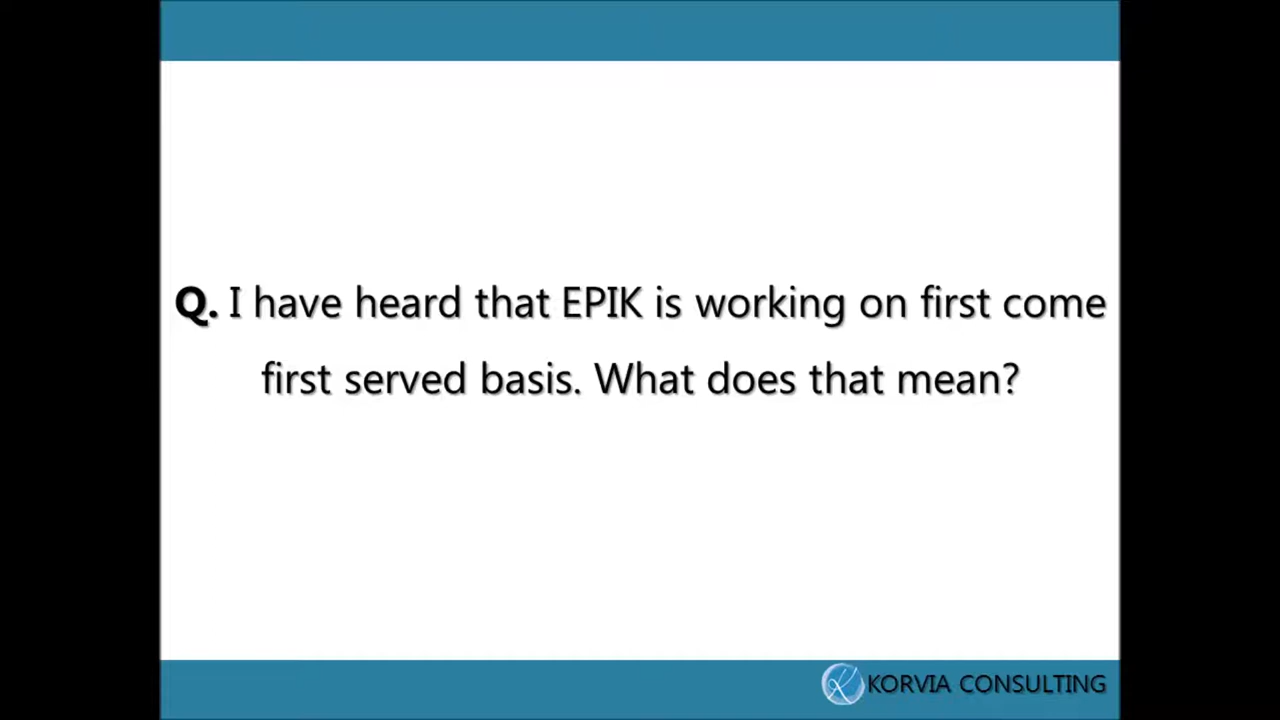 Q. I have heard that EPIK is working on first come
first served basis. What does that mean?
KORVIA CONSULTING